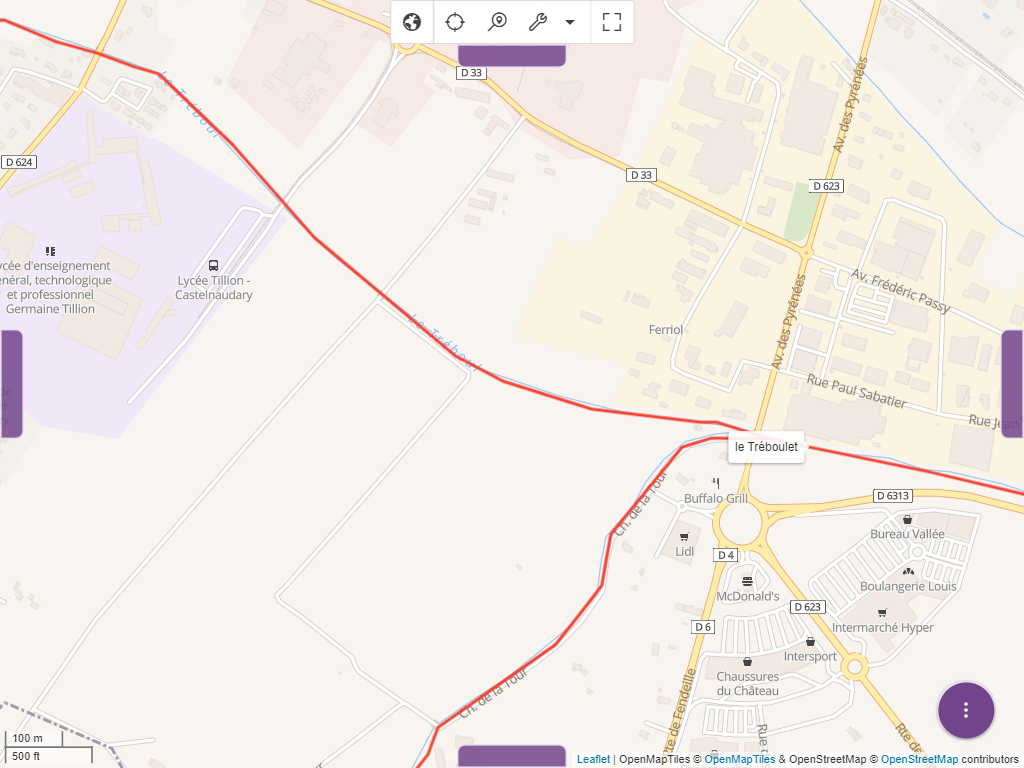 D 33
Le Tréboul
Av. des Pyrénées
D 624
D 33
D 623
Lycée Tillion -
Castelnaudary
ycée d'enseignement
énéral, technologique
et professionnel
Germaine Tillion
Av. Frédéric Passy
Ferriol
Av. des Pyrénées
Le Tréboul
Rue Paul Sabatier
Rue Jean
le Tréboulet
Ch. de la Tour
Buffalo Grill
D 6313
Bureau Vallée
Lidl
D 4
Boulangerie Louis
McDonald's
D 623
Intermarché Hyper
D 6
Intersport
Chaussures
du Château
Ch. de la Tour
te de Fendeille
Rte de
Rue d
100 m
500 ft
Leaflet | OpenMapTiles © OpenMapTiles & OpenStreetMap © OpenStreetMap contributors